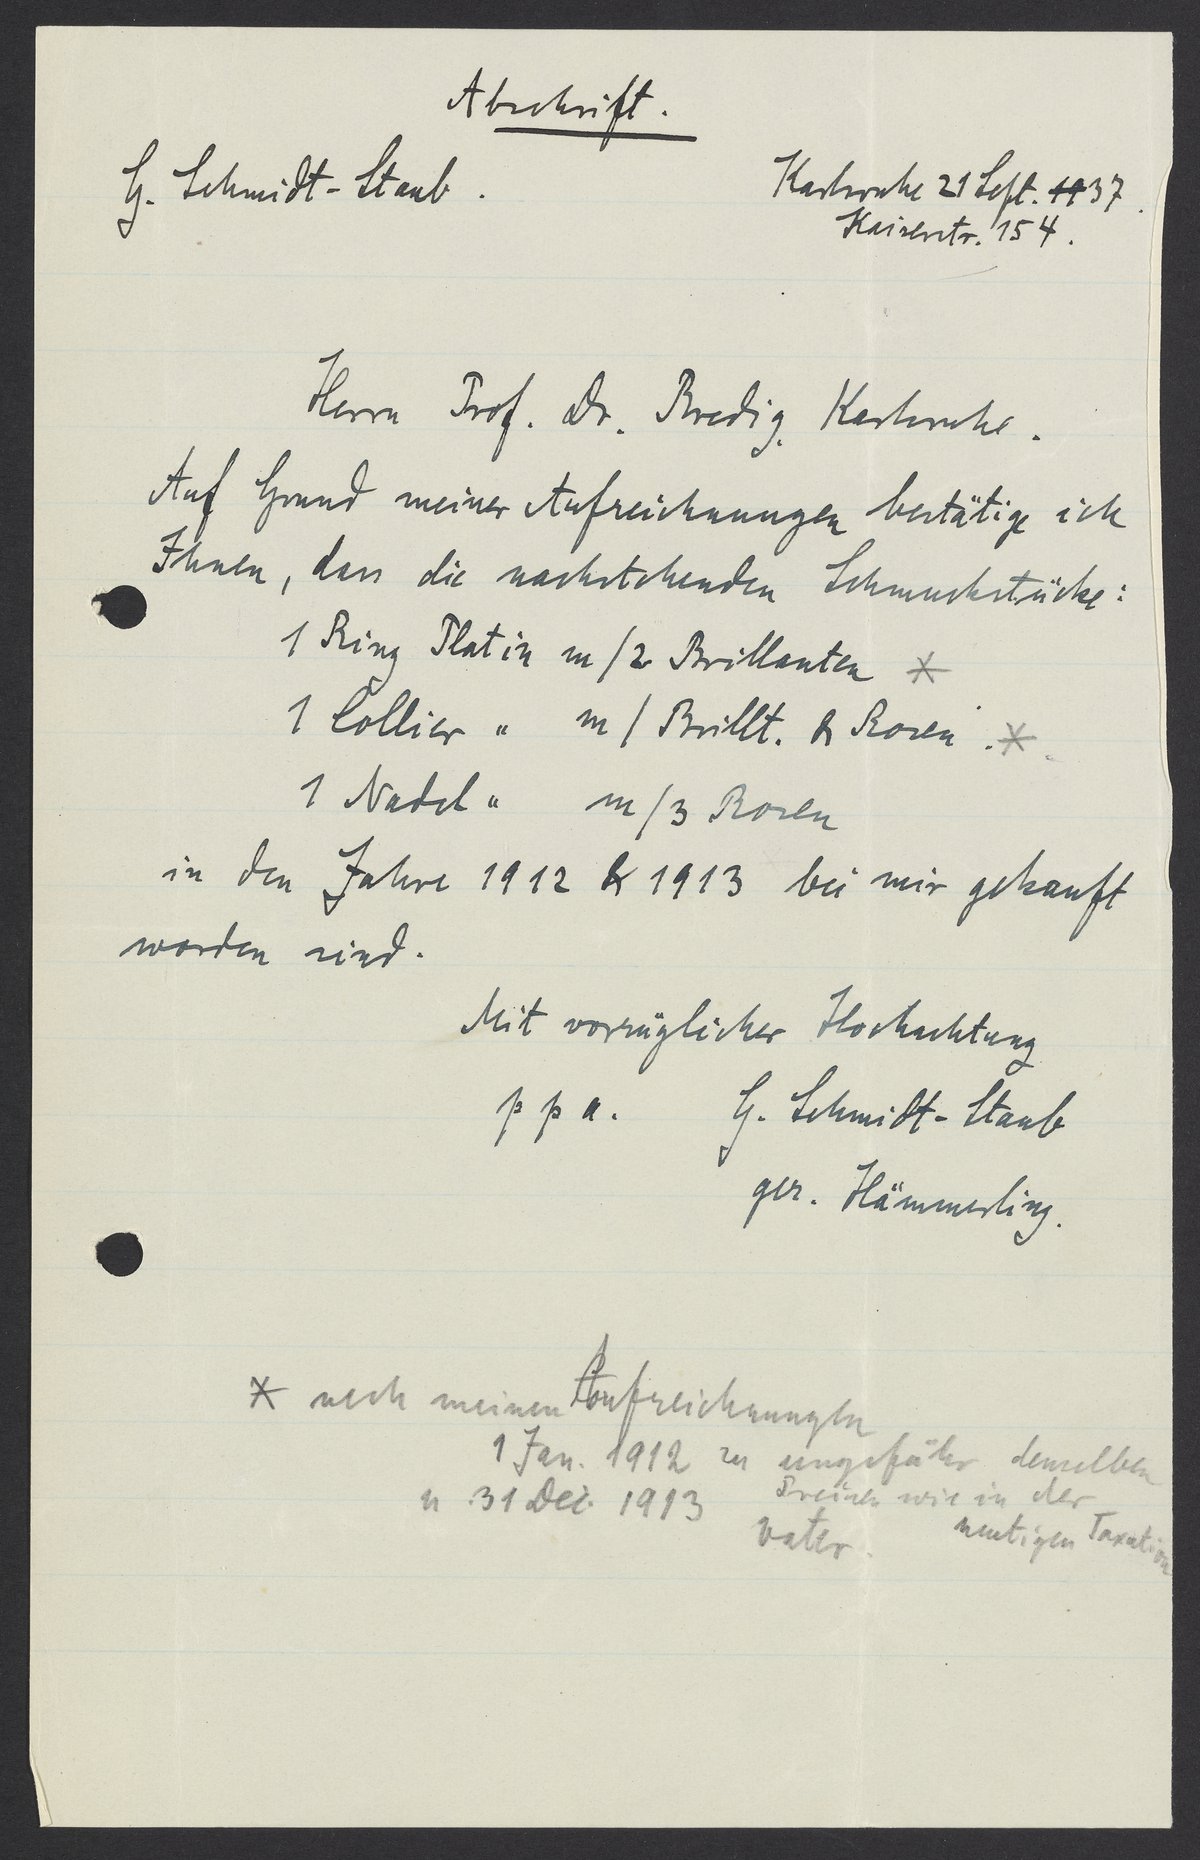 Abschrift.
G. Schmidt-Staub.
Karlsruhe 21 Sept. 37.
Kaiserstr. 154.
Herrn Prof. Dr. Bredig, Karlsruhe.
Auf Grund meiner Aufzeichnungen bestätige ich
Ihnen, dass die nachstehenden Schmuckstücke:
1 Ring Platin m/2 Brillanten *
1 Collier " m/Brillt. & Rosen. *
1 Nadel " m/3 Rosen
in den Jahre 1912 & 1913 bei mir gekauft
worden sind.
Mit vorzüglicher Hochachtung
ppa. G. Schmidt-Staub
gez. Hämmerling.
* nach meinen Aufzeichnungen
1 Jan. 1912 zu ungefähr denselben
u 31 Dec. 1913 Preisen wie in der
Vater. heutigen Taxation